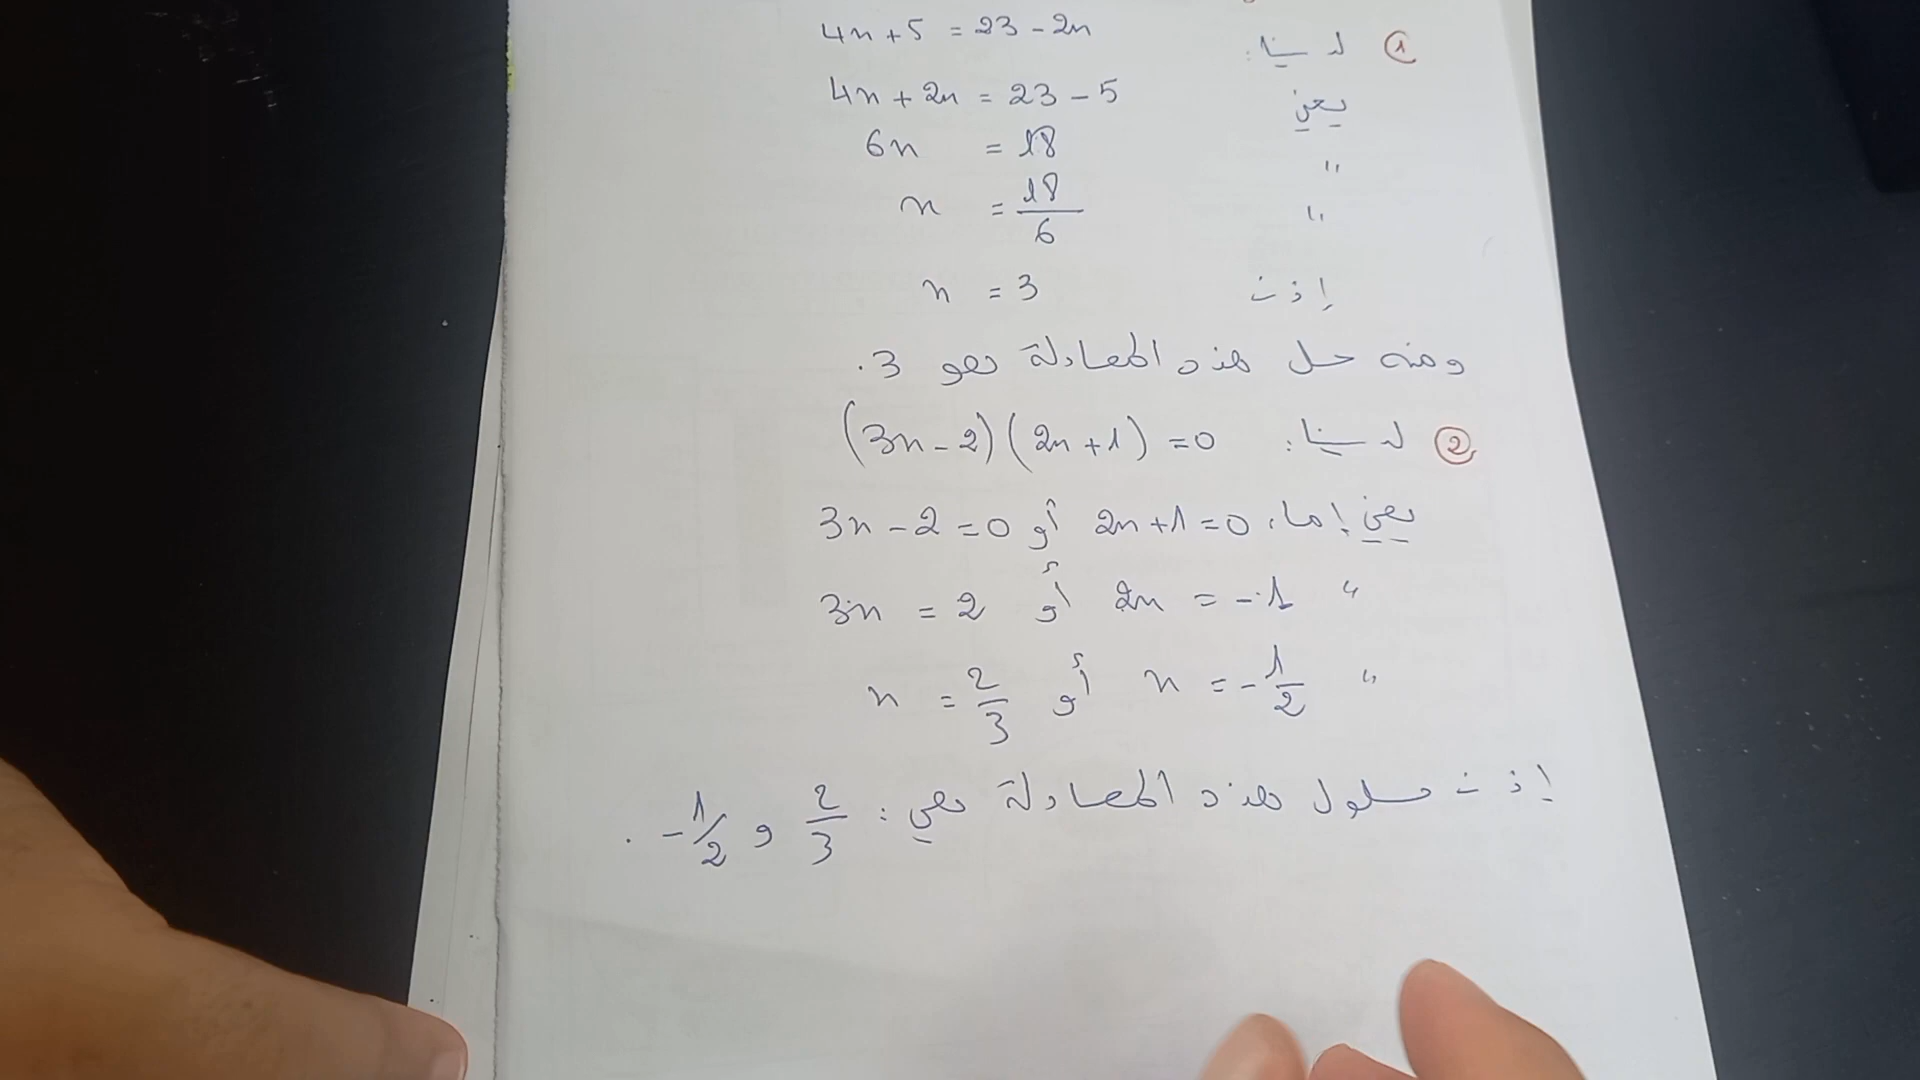 ① لدينا: 4x + 5 = 23 - 2x
يعني 4x + 2x = 23 - 5
" 6x = 18
" x = 18/6
إذن x = 3
ومنه حل هذه المعادلة هو 3.
② لدينا: (3x - 2)(2x + 1) = 0
يعني إما، 2x + 1 = 0 أو 3x - 2 = 0
" 2x = -1 أو 3x = 2
" x = -1/2 أو x = 2/3
إذن حلول هذه المعادلة هي: 2/3 و -1/2.